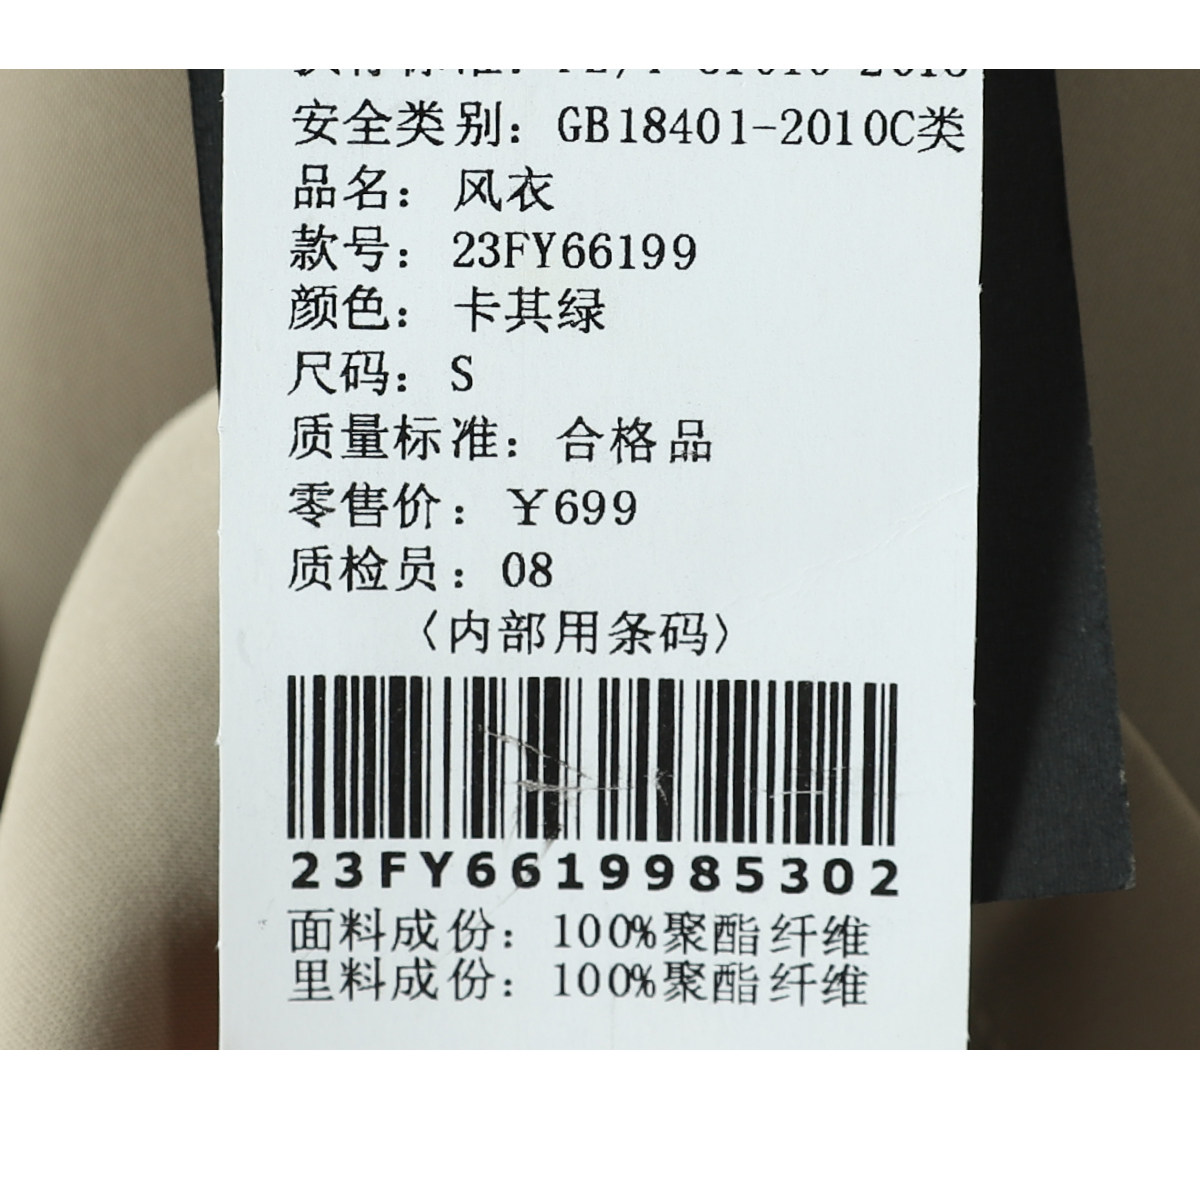 安全类别：GB18401-2010C类
品名：风衣
款号：23FY66199
颜色：卡其绿
尺码：S
质量标准：合格品
零售价：￥699
质检员：08
〈内部用条码〉
23FY6619985302
面料成份：100%聚酯纤维
里料成份：100%聚酯纤维